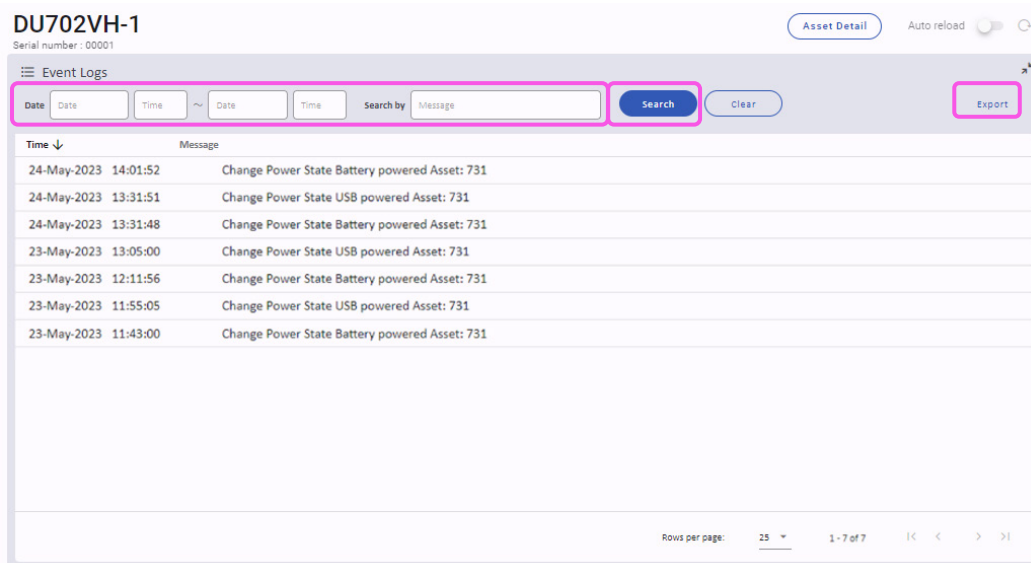 DU702VH-1
Serial number : 00001
Asset Detail
Auto reload
Event Logs
Date Date Time ~ Date Time Search by Message Search Clear Export
Time Message
24-May-2023 14:01:52 Change Power State Battery powered Asset: 731
24-May-2023 13:31:51 Change Power State USB powered Asset: 731
24-May-2023 13:31:48 Change Power State Battery powered Asset: 731
23-May-2023 13:05:00 Change Power State USB powered Asset: 731
23-May-2023 12:11:56 Change Power State Battery powered Asset: 731
23-May-2023 11:55:05 Change Power State USB powered Asset: 731
23-May-2023 11:43:00 Change Power State Battery powered Asset: 731
Rows per page: 25 1 - 7 of 7